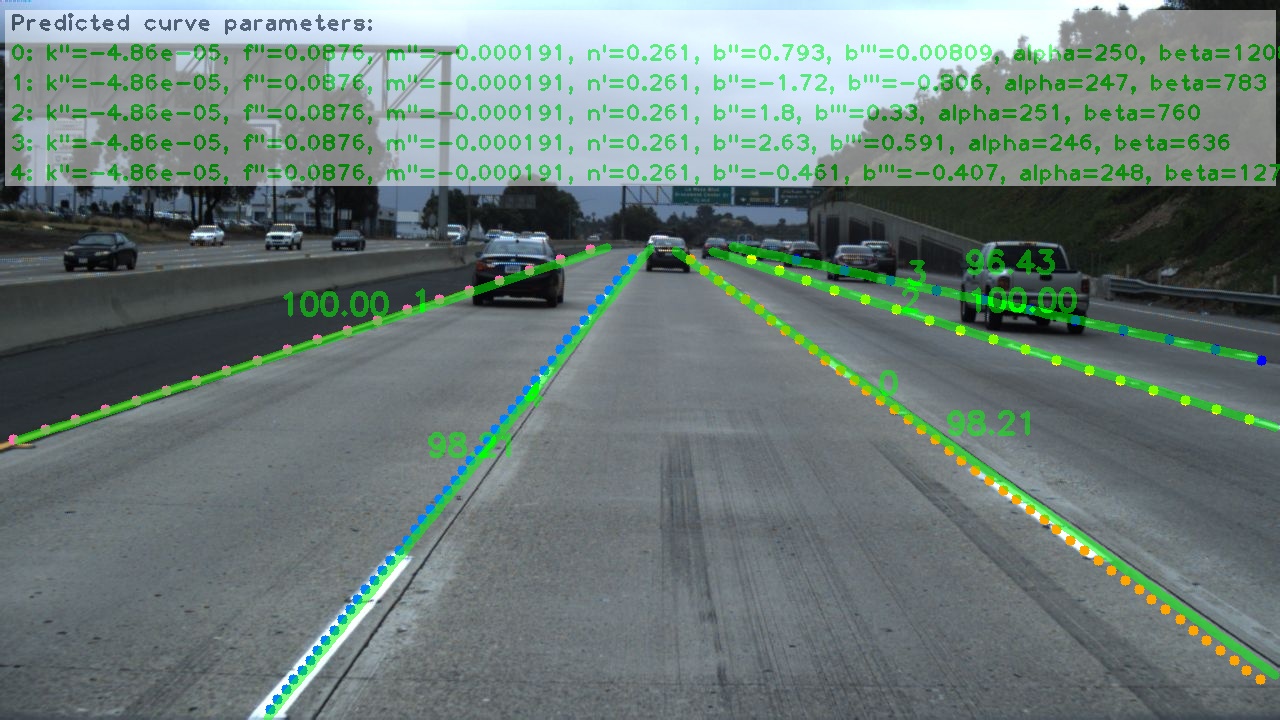 Predicted curve parameters:
0: k''=-4.86e-05, f''=0.0876, m''=-0.000191, n'=0.261, b''=0.793, b'''=0.00809, alpha=250, beta=120
1: k''=-4.86e-05, f''=0.0876, m''=-0.000191, n'=0.261, b''=-1.72, b'''=-0.806, alpha=247, beta=783
2: k''=-4.86e-05, f''=0.0876, m''=-0.000191, n'=0.261, b''=1.8, b'''=0.33, alpha=251, beta=760
3: k''=-4.86e-05, f''=0.0876, m''=-0.000191, n'=0.261, b''=2.63, b'''=0.591, alpha=246, beta=636
4: k''=-4.86e-05, f''=0.0876, m''=-0.000191, n'=0.261, b''=-0.461, b'''=-0.407, alpha=248, beta=127
3 96.43
100.00 1
2 100.00
0
98.21
98.21